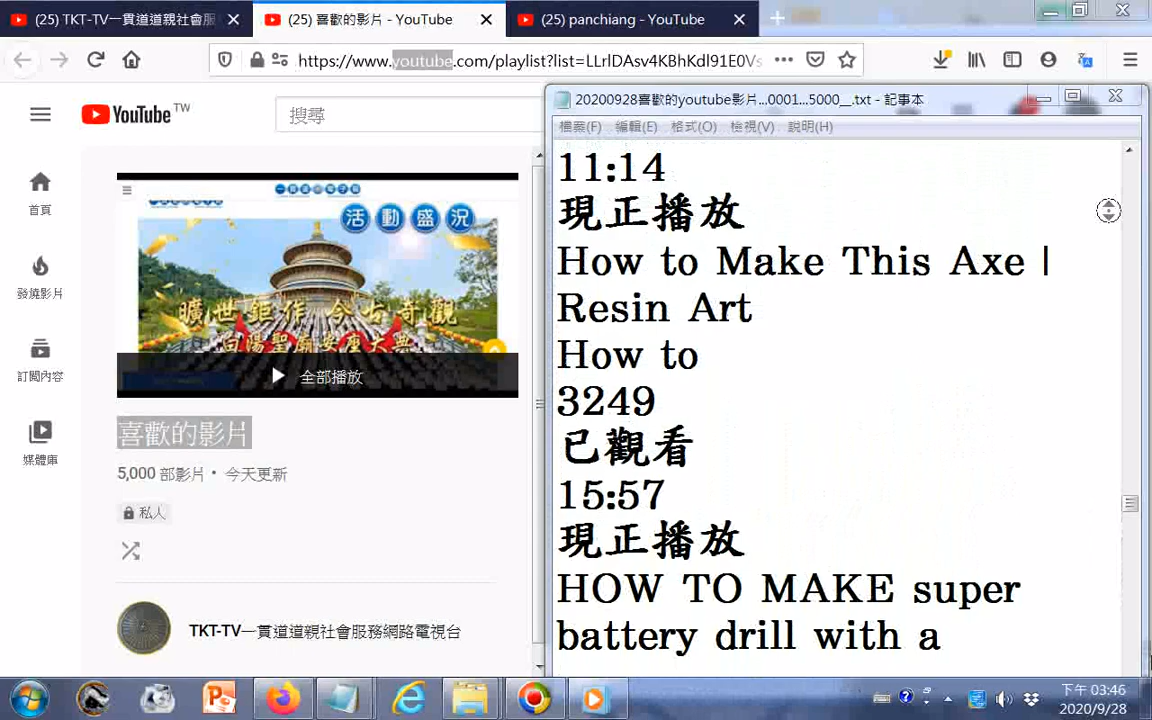 (25) TKT-TV一貫道道親社會服
(25) 喜歡的影片 - YouTube
(25) panchiang - YouTube
https://www.youtube.com/playlist?list=LLrlDAsv4KBhKdl91E0Vs
YouTube TW
搜尋
首頁
發燒影片
訂閱內容
媒體庫
活動盛況
曠世鉅作 今古奇觀
全部播放
喜歡的影片
5,000 部影片・今天更新
私人
TKT-TV一貫道道親社會服務網路電視台
20200928喜歡的youtube影片...0001...5000__.txt - 記事本
檔案(F) 編輯(E) 格式(O) 檢視(V) 說明(H)
11:14
現正播放
How to Make This Axe |
Resin Art
How to
3249
已觀看
15:57
現正播放
HOW TO MAKE super
battery drill with a
下午 03:46
2020/9/28